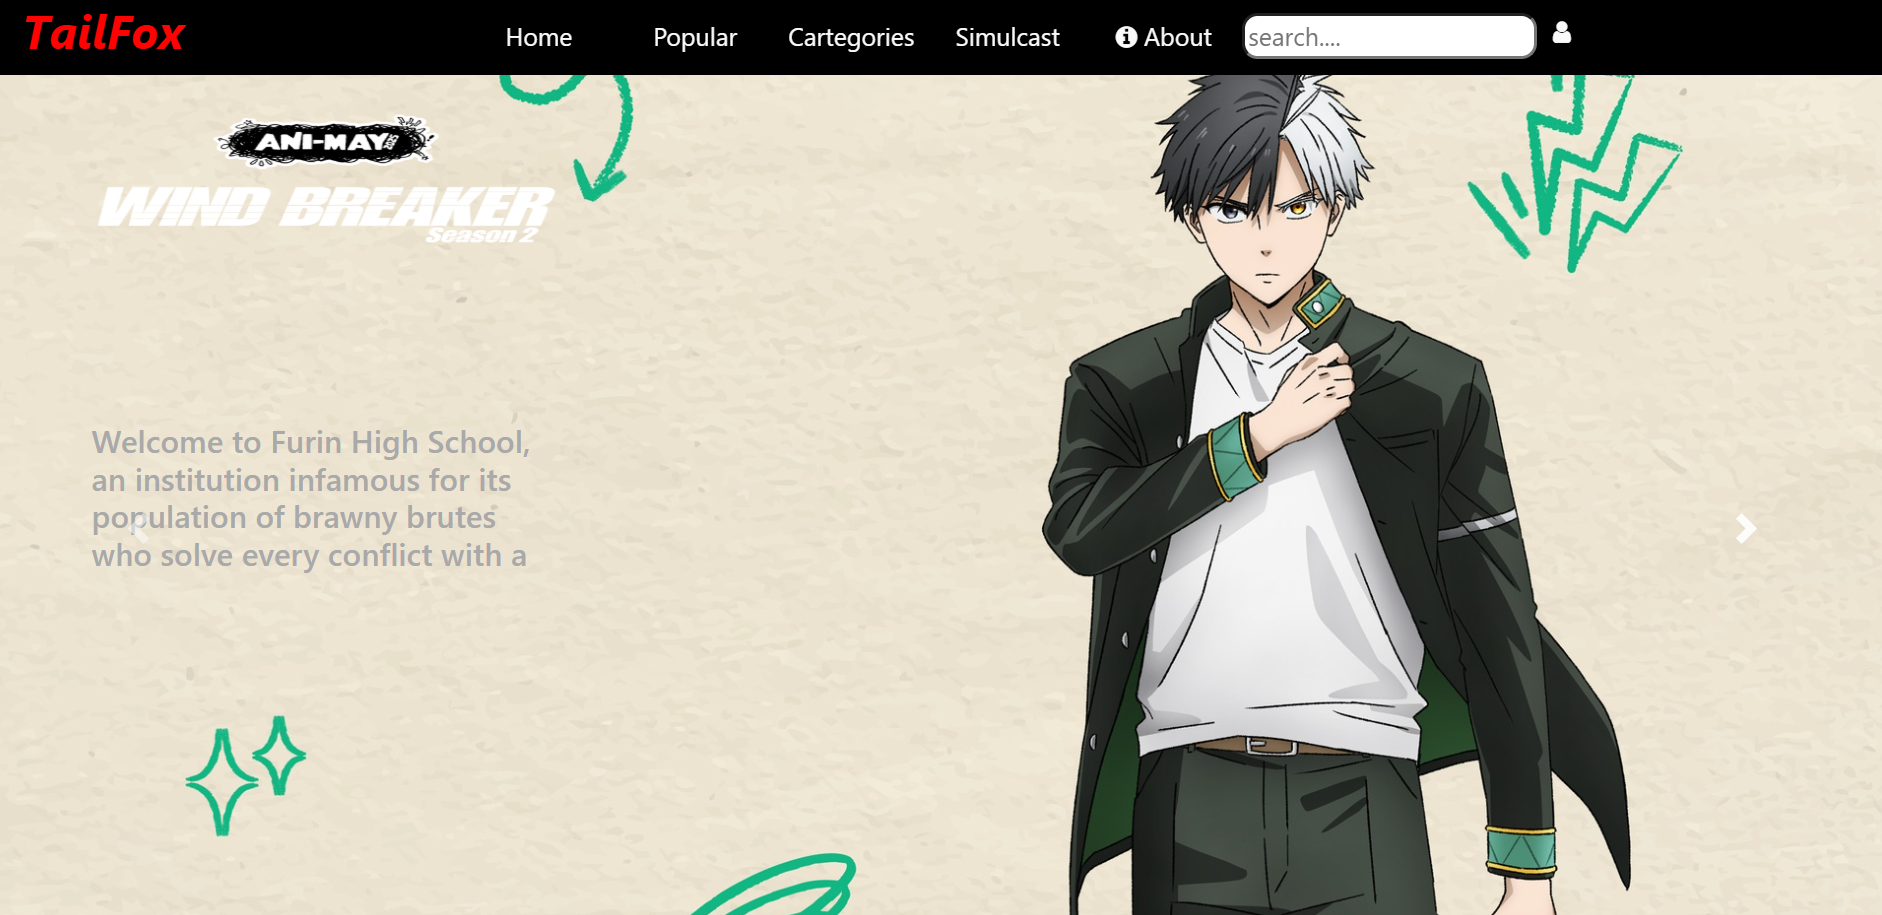 TailFox
Home Popular Cartegories Simulcast About search....
ANI-MAY
WIND BREAKER
Season 2
Welcome to Furin High School,
an institution infamous for its
population of brawny brutes
who solve every conflict with a